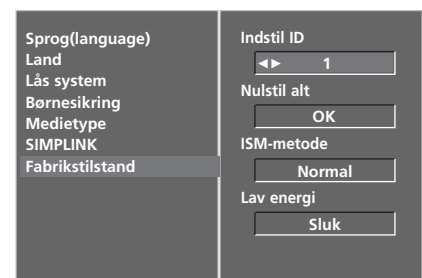 Sprog(language)
Land
Lås system
Børnesikring
Medietype
SIMPLINK
Fabrikstilstand
Indstil ID
◄► 1
Nulstil alt
OK
ISM-metode
Normal
Lav energi
Sluk